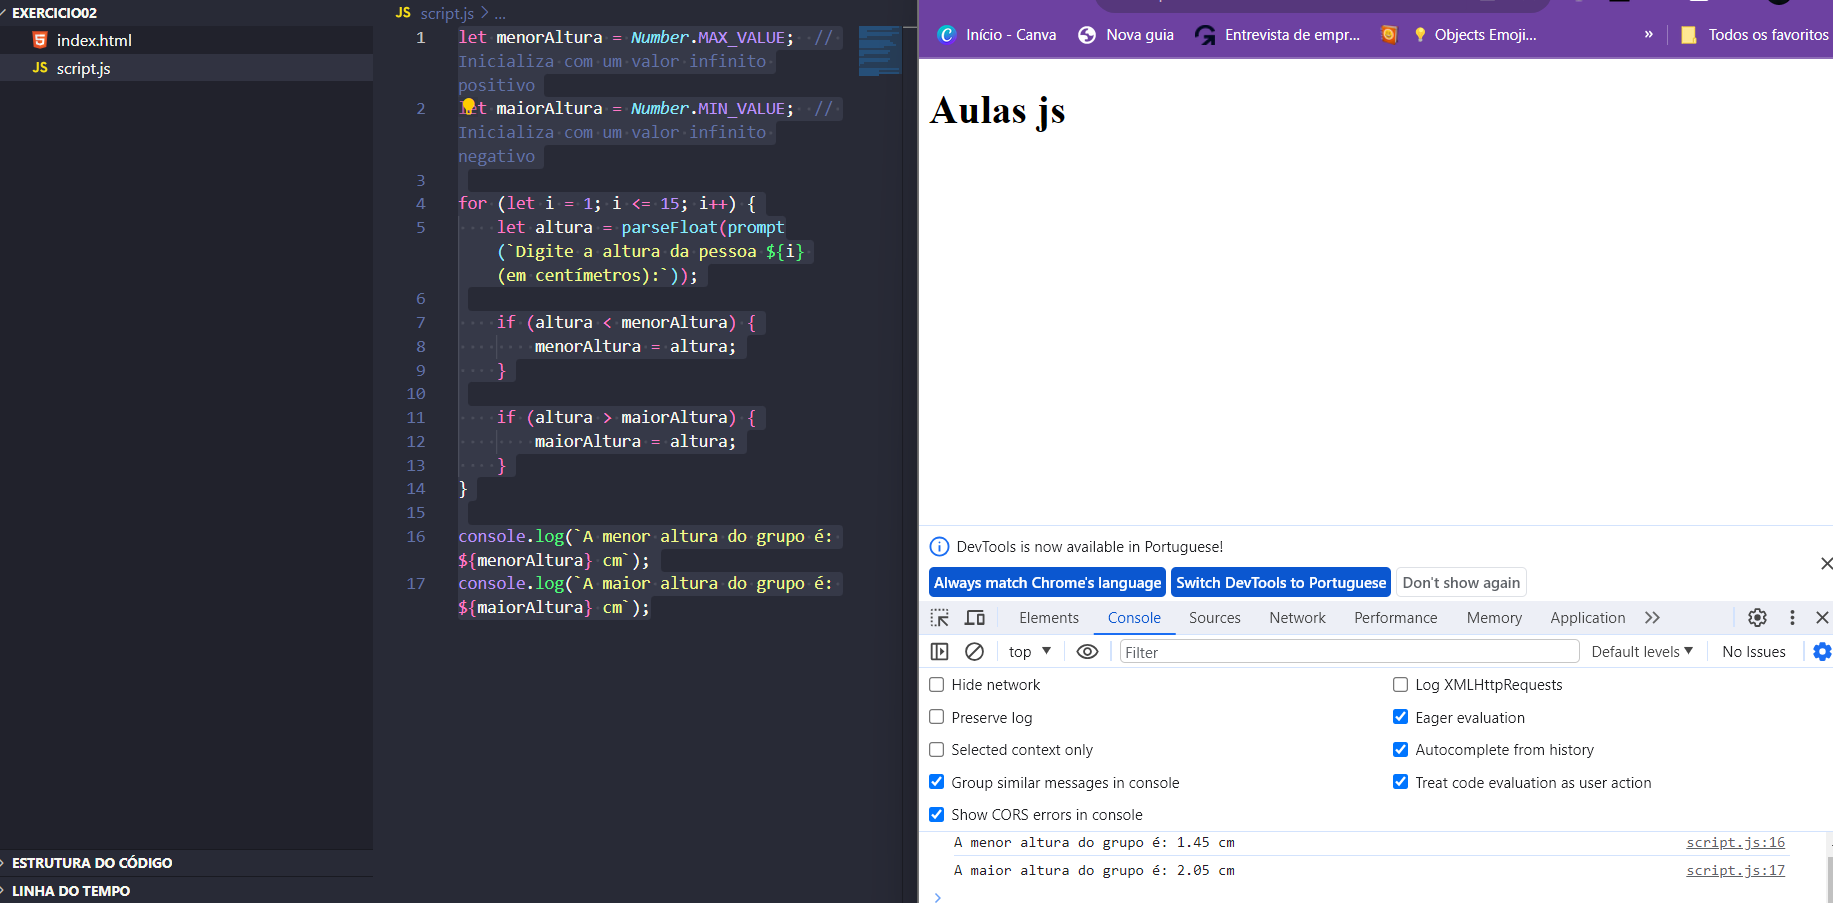 EXERCICIO02
index.html
JS script.js
ESTRUTURA DO CÓDIGO
LINHA DO TEMPO
JS script.js > ...
1 let menorAltura = Number.MAX_VALUE; //
Inicializa com um valor infinito
positivo
2 let maiorAltura = Number.MIN_VALUE; //
Inicializa com um valor infinito
negativo
3
4 for (let i = 1; i <= 15; i++) {
5 let altura = parseFloat(prompt
(`Digite a altura da pessoa ${i}
(em centímetros):`));
6
7 if (altura < menorAltura) {
8 menorAltura = altura;
9 }
10
11 if (altura > maiorAltura) {
12 maiorAltura = altura;
13 }
14 }
15
16 console.log(`A menor altura do grupo é:
${menorAltura} cm`);
17 console.log(`A maior altura do grupo é:
${maiorAltura} cm`);
Início - Canva Nova guia Entrevista de empr... Objects Emoji... » Todos os favoritos
Aulas js
DevTools is now available in Portuguese!
Always match Chrome's language Switch DevTools to Portuguese Don't show again
Elements Console Sources Network Performance Memory Application
top Filter Default levels No Issues
Hide network Log XMLHttpRequests
Preserve log Eager evaluation
Selected context only Autocomplete from history
Group similar messages in console Treat code evaluation as user action
Show CORS errors in console
A menor altura do grupo é: 1.45 cm script.js:16
A maior altura do grupo é: 2.05 cm script.js:17